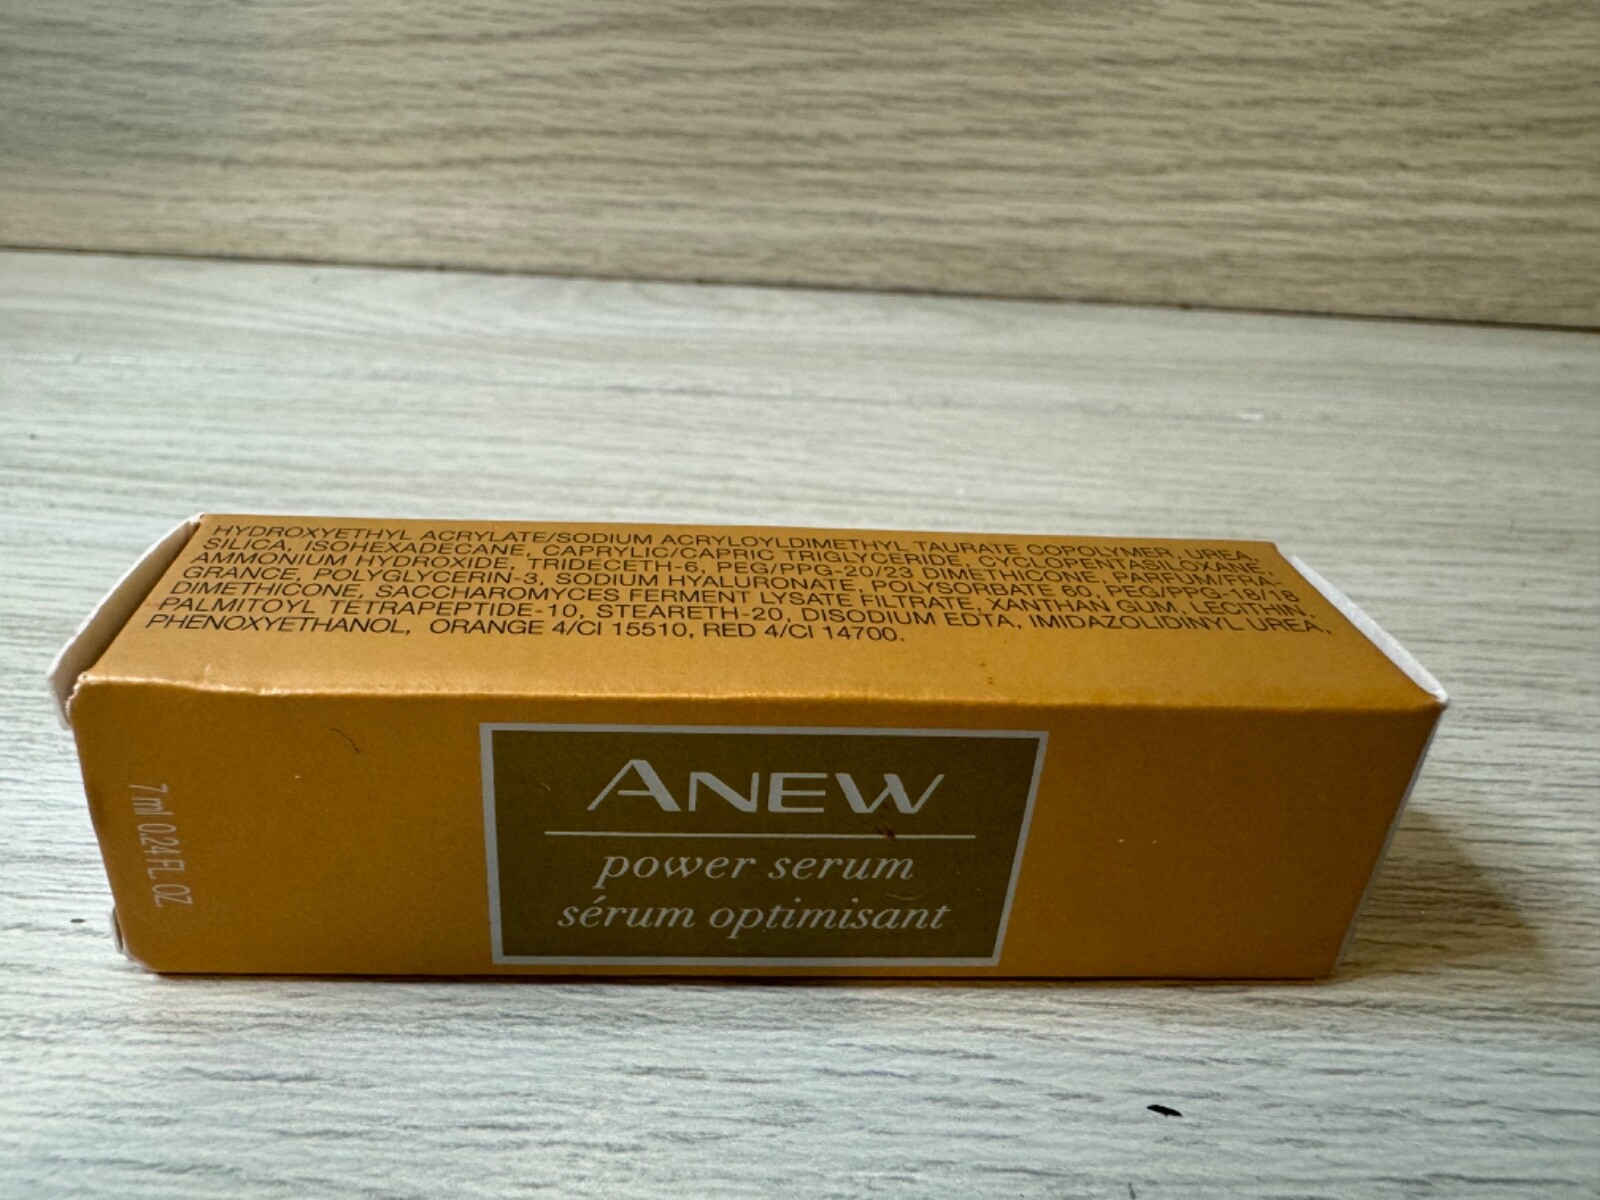 HYDROXYETHYL ACRYLATE/SODIUM ACRYLOYLDIMETHYL TAURATE COPOLYMER, UREA,
SILICA, ISOHEXADECANE, CAPRYLIC/CAPRIC TRIGLYCERIDE, CYCLOPENTASILOXANE,
AMMONIUM HYDROXIDE, TRIDECETH-6, PEG/PPG-20/23 DIMETHICONE, PARFUM/FRA-
GRANCE, POLYGLYCERIN-3, SODIUM HYALURONATE, POLYSORBATE 60, PEG/PPG-18/18
DIMETHICONE, SACCHAROMYCES FERMENT LYSATE FILTRATE, XANTHAN GUM, LECITHIN,
PALMITOYL TETRAPEPTIDE-10, STEARETH-20, DISODIUM EDTA, IMIDAZOLIDINYL UREA,
PHENOXYETHANOL, ORANGE 4/CI 15510, RED 4/CI 14700.
ANEW
power serum
sérum optimisant
7 ml 0.24 FL. OZ.